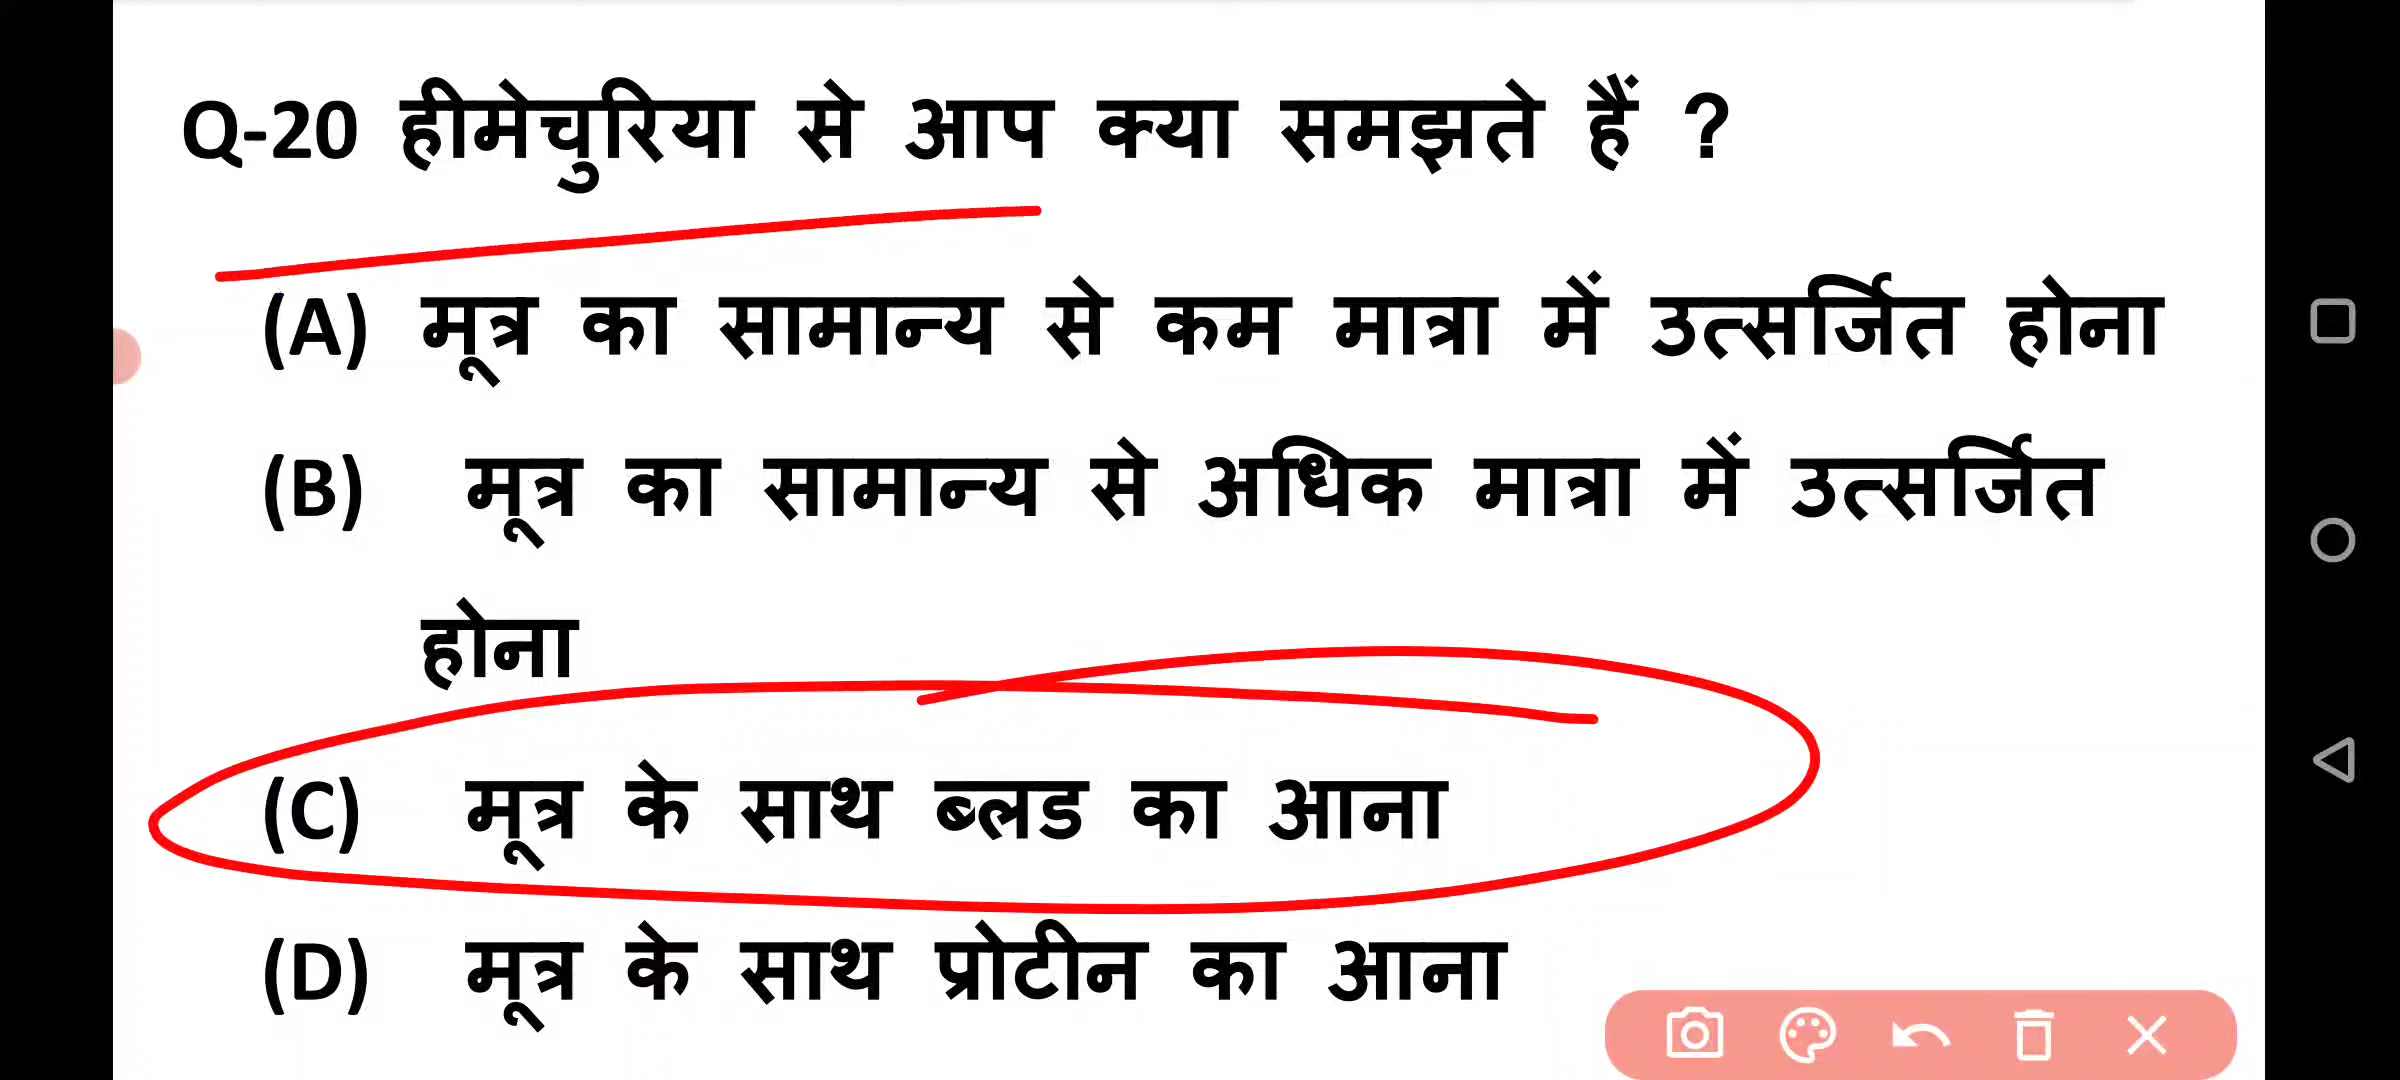 Q-20 हीमेचुरिया से आप क्या समझते हैं ?
(A) मूत्र का सामान्य से कम मात्रा में उत्सर्जित होना
(B) मूत्र का सामान्य से अधिक मात्रा में उत्सर्जित
होना
(C) मूत्र के साथ ब्लड का आना
(D) मूत्र के साथ प्रोटीन का आना